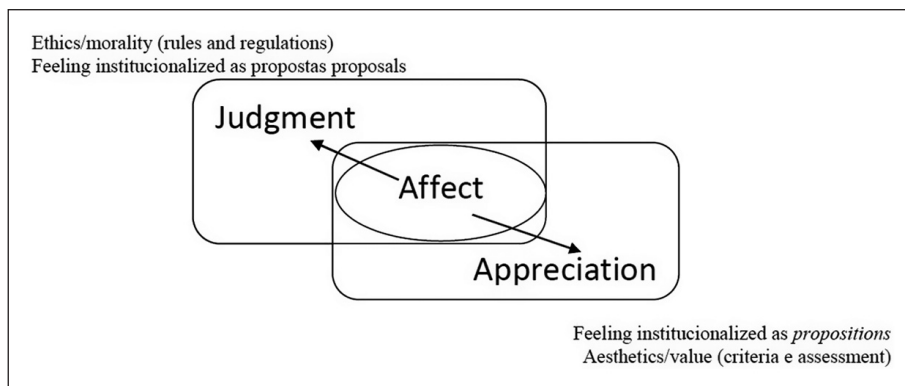 Ethics/morality (rules and regulations)
Feeling institucionalized as propostas proposals
Judgment
Affect
Appreciation
Feeling institucionalized as propositions
Aesthetics/value (criteria e assessment)